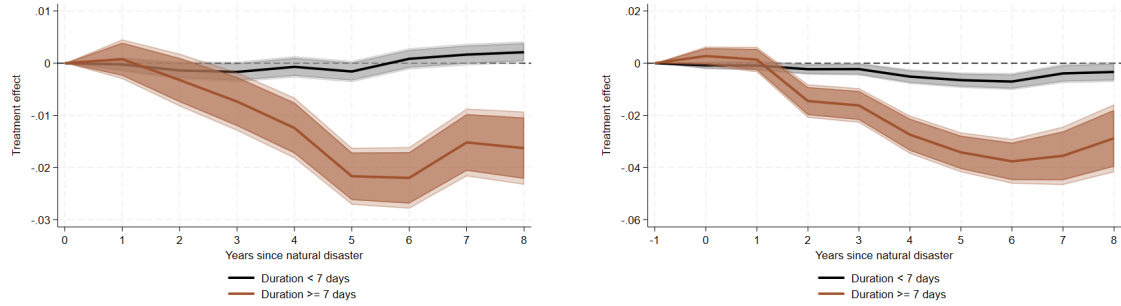 .01
0
-.01
-.02
-.03
Treatment effect
0 1 2 3 4 5 6 7 8
Years since natural disaster
Duration < 7 days
Duration >= 7 days
.02
0
-.02
-.04
-.06
Treatment effect
-1 0 1 2 3 4 5 6 7 8
Years since natural disaster
Duration < 7 days
Duration >= 7 days